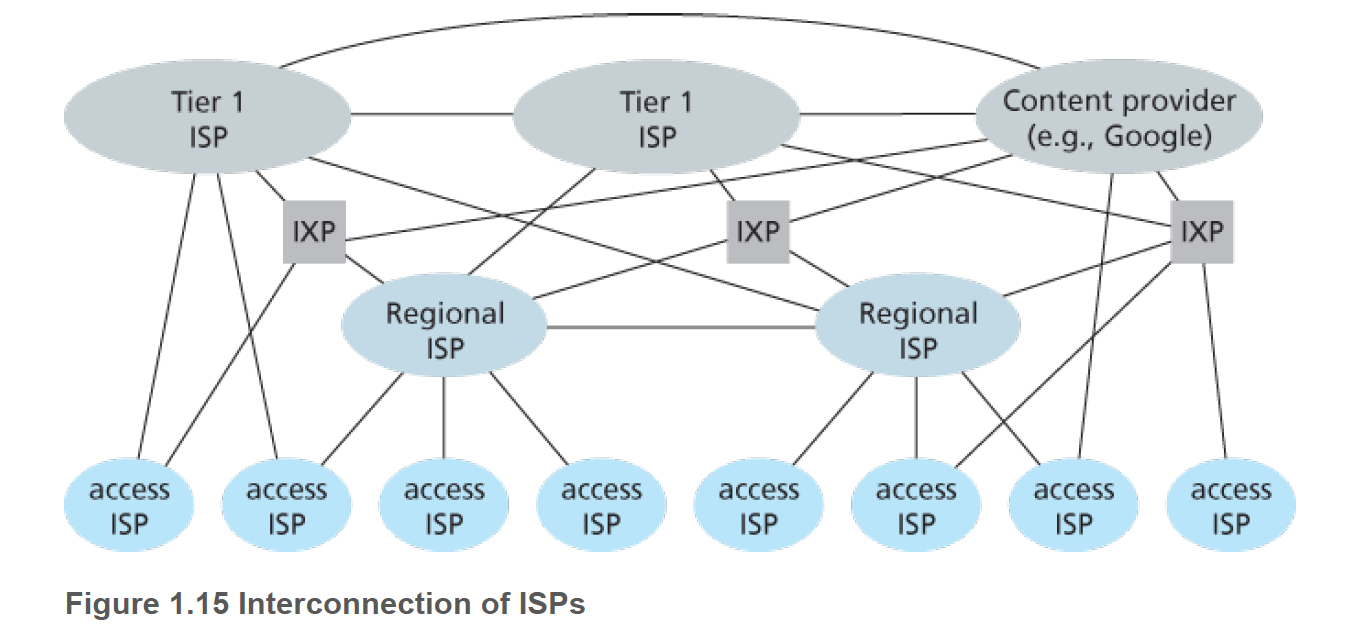 Tier 1
ISP
Tier 1
ISP
Content provider
(e.g., Google)
IXP
IXP
IXP
Regional
ISP
Regional
ISP
access
ISP
access
ISP
access
ISP
access
ISP
access
ISP
access
ISP
access
ISP
access
ISP
Figure 1.15 Interconnection of ISPs